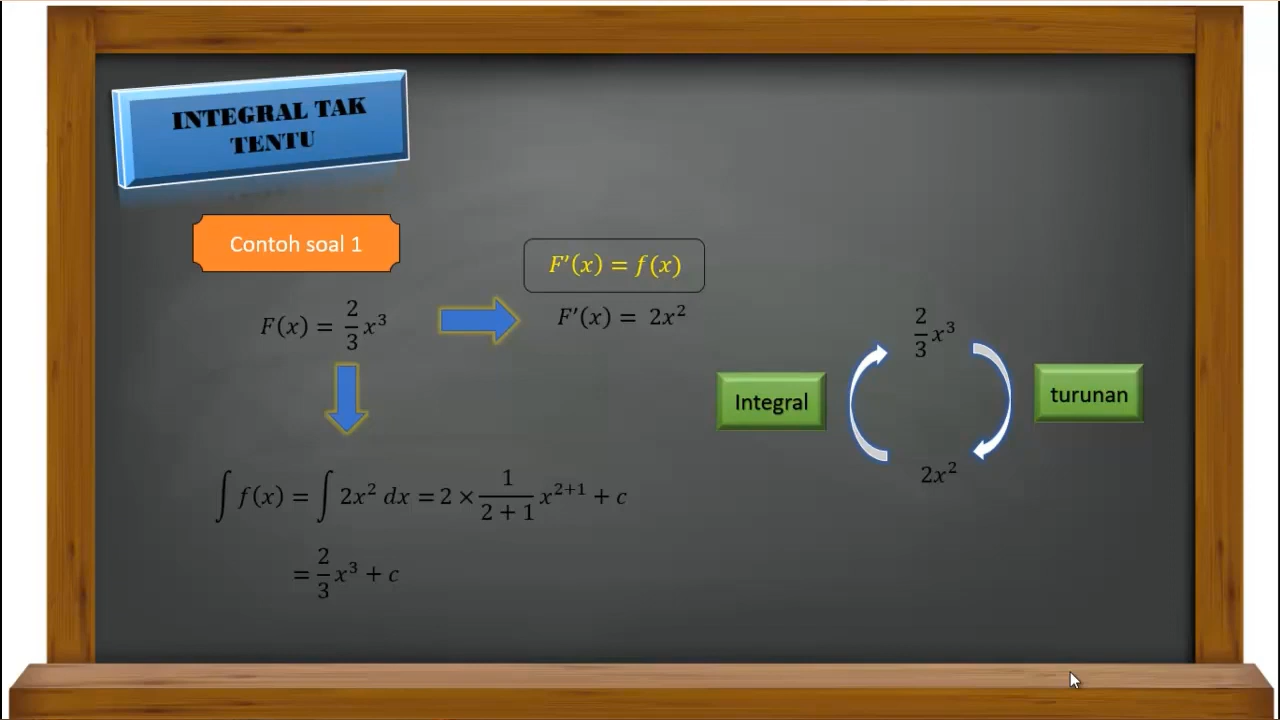 INTEGRAL TAK
TENTU
Contoh soal 1
F′(x) = f(x)
F(x) = 2/3 x³
F′(x) = 2x²
∫ f(x) = ∫ 2x² dx = 2 × 1/(2 + 1) x²⁺¹ + c
= 2/3 x³ + c
2/3 x³
Integral
turunan
2x²